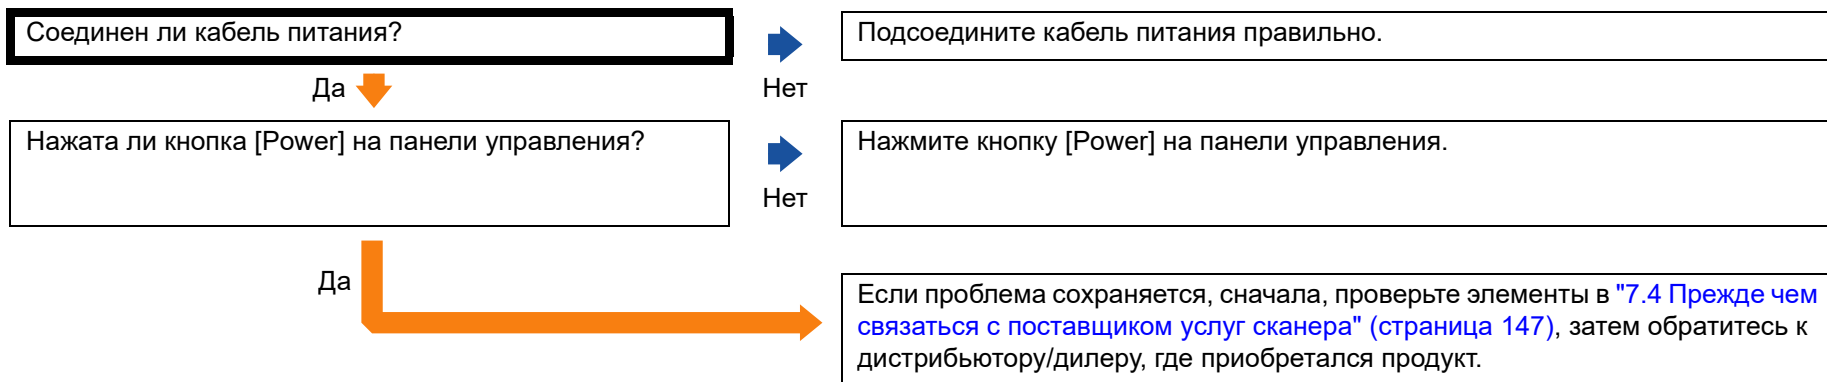 Соединен ли кабель питания?
Подсоедините кабель питания правильно.
Да
Нет
Нажата ли кнопка [Power] на панели управления?
Нажмите кнопку [Power] на панели управления.
Нет
Да
Если проблема сохраняется, сначала, проверьте элементы в "7.4 Прежде чем
связаться с поставщиком услуг сканера" (страница 147), затем обратитесь к
дистрибьютору/дилеру, где приобретался продукт.